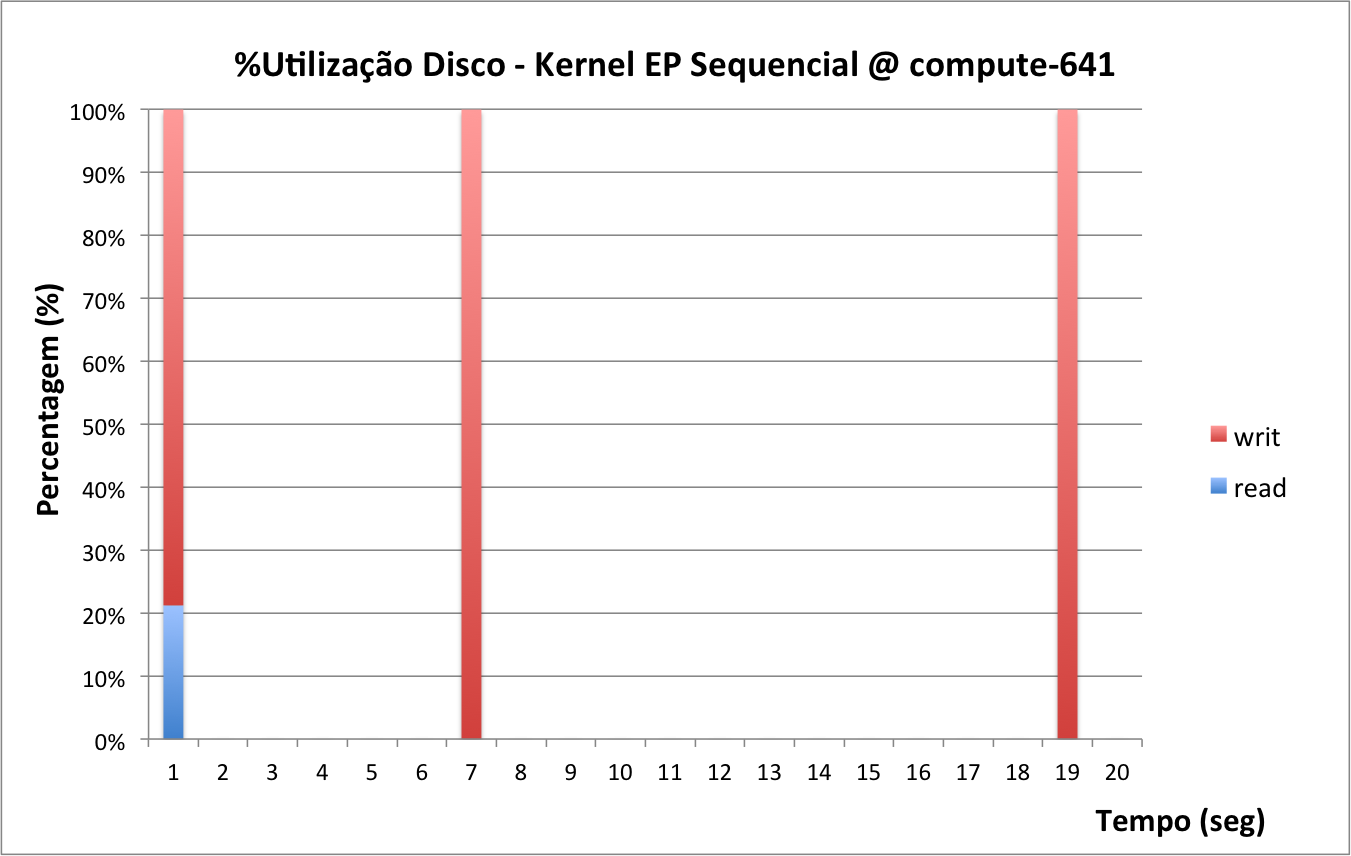 %Utilização Disco - Kernel EP Sequencial @ compute-641
100%
90%
80%
70%
60%
50%
40%
30%
20%
10%
0%
Percentagem (%)
1 2 3 4 5 6 7 8 9 10 11 12 13 14 15 16 17 18 19 20
Tempo (seg)
writ
read